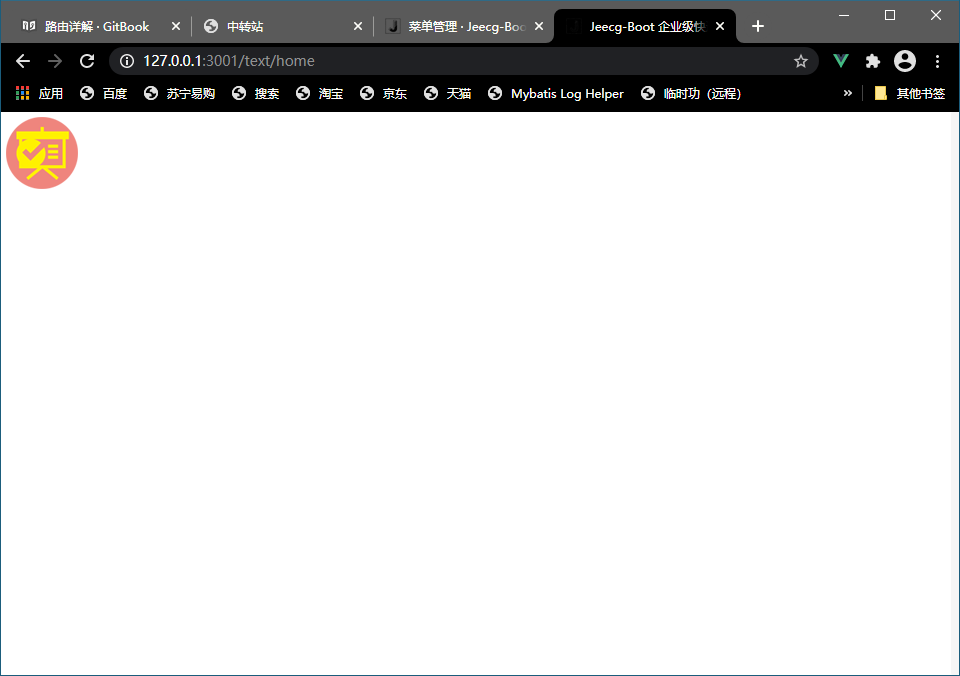 路由详解 · GitBook
中转站
菜单管理 · Jeecg-Boo
Jeecg-Boot 企业级快
127.0.0.1:3001/text/home
应用 百度 苏宁易购 搜索 淘宝 京东 天猫 Mybatis Log Helper 临时功（远程） » 其他书签